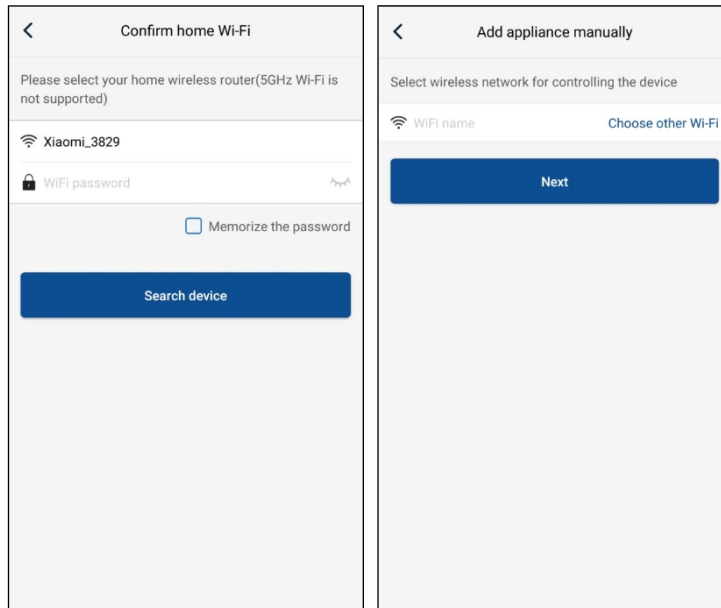 Confirm home Wi-Fi
Please select your home wireless router(5GHz Wi-Fi is
not supported)
Xiaomi_3829
WiFi password
Memorize the password
Search device
Add appliance manually
Select wireless network for controlling the device
WiFi name
Choose other Wi-Fi
Next